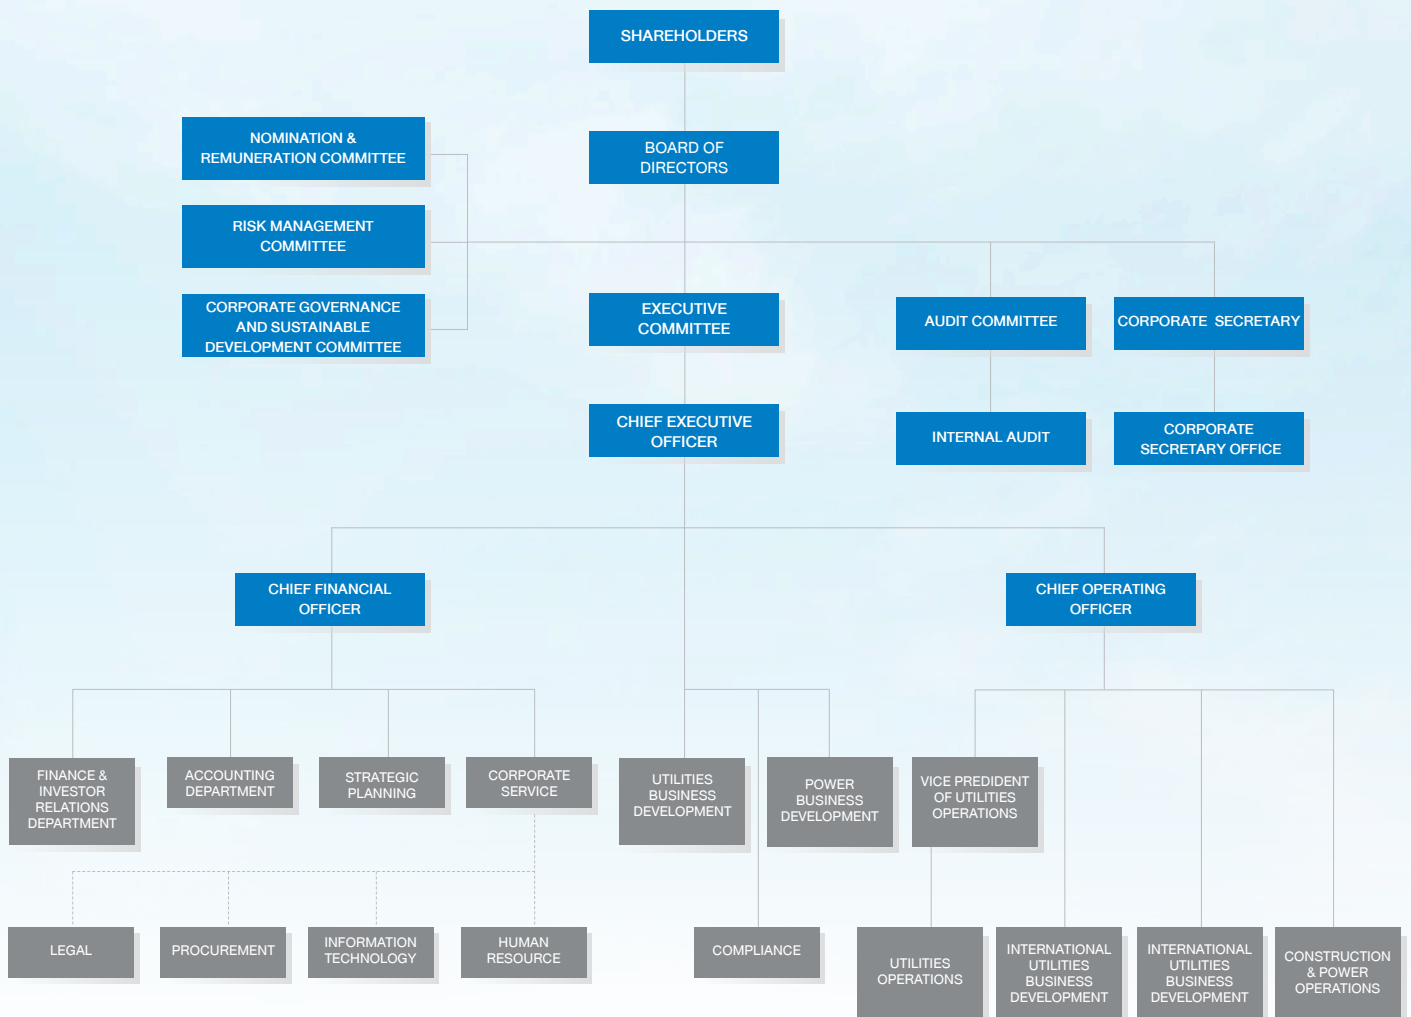 SHAREHOLDERS
NOMINATION &
REMUNERATION COMMITTEE
BOARD OF
DIRECTORS
RISK MANAGEMENT
COMMITTEE
CORPORATE GOVERNANCE
AND SUSTAINABLE
DEVELOPMENT COMMITTEE
EXECUTIVE
COMMITTEE
AUDIT COMMITTEE
CORPORATE SECRETARY
CHIEF EXECUTIVE
OFFICER
INTERNAL AUDIT
CORPORATE
SECRETARY OFFICE
CHIEF FINANCIAL
OFFICER
CHIEF OPERATING
OFFICER
FINANCE &
INVESTOR
RELATIONS
DEPARTMENT
ACCOUNTING
DEPARTMENT
STRATEGIC
PLANNING
CORPORATE
SERVICE
UTILITIES
BUSINESS
DEVELOPMENT
POWER
BUSINESS
DEVELOPMENT
VICE PREDIDENT
OF UTILITIES
OPERATIONS
LEGAL
PROCUREMENT
INFORMATION
TECHNOLOGY
HUMAN
RESOURCE
COMPLIANCE
UTILITIES
OPERATIONS
INTERNATIONAL
UTILITIES
BUSINESS
DEVELOPMENT
INTERNATIONAL
UTILITIES
BUSINESS
DEVELOPMENT
CONSTRUCTION
& POWER
OPERATIONS